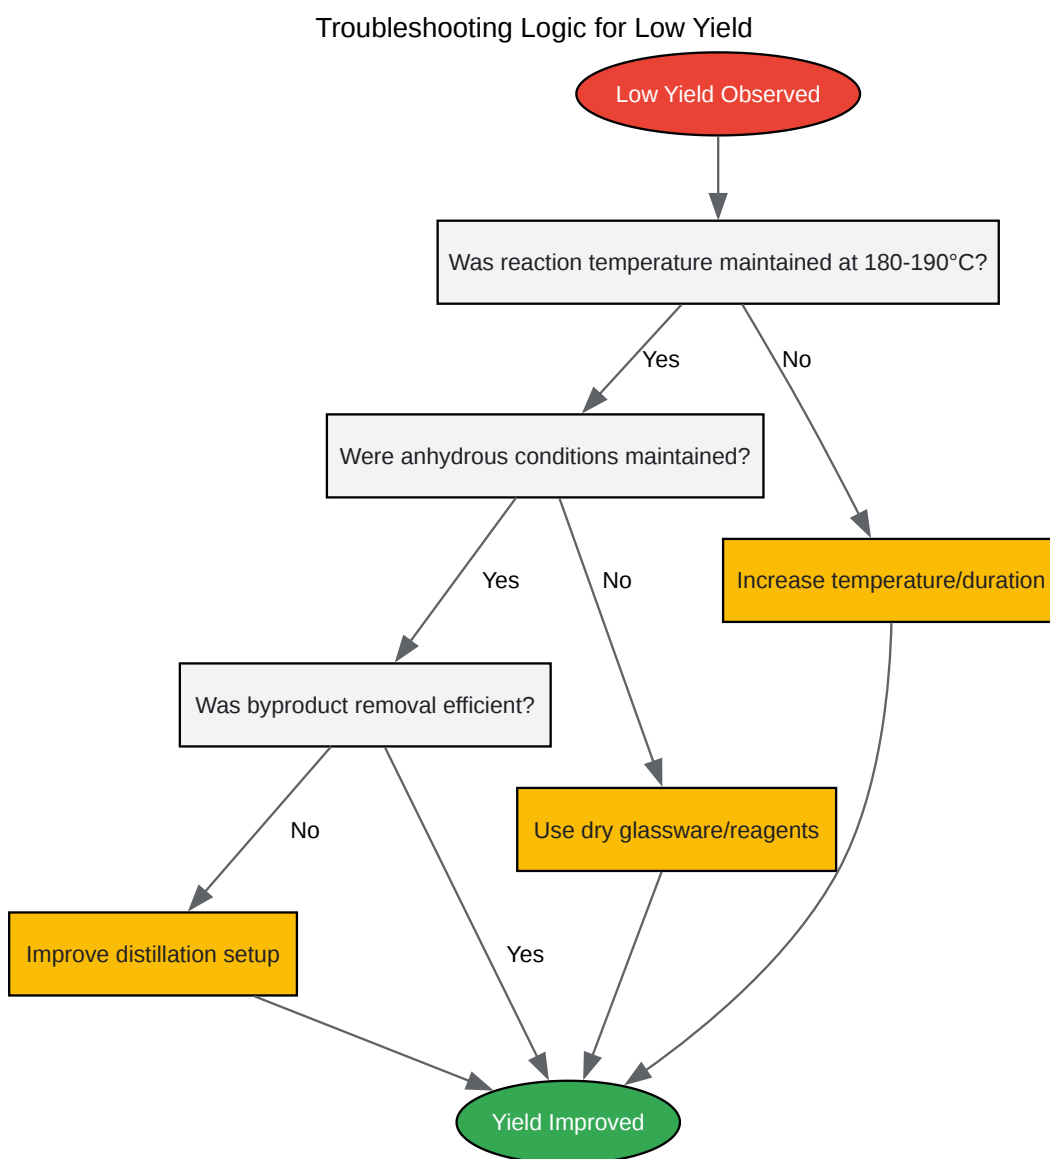 Troubleshooting Logic for Low Yield
Low Yield Observed
Was reaction temperature maintained at 180-190°C?
Yes
No
Were anhydrous conditions maintained?
Yes
No
Increase temperature/duration
Was byproduct removal efficient?
No
Yes
Use dry glassware/reagents
Improve distillation setup
Yield Improved